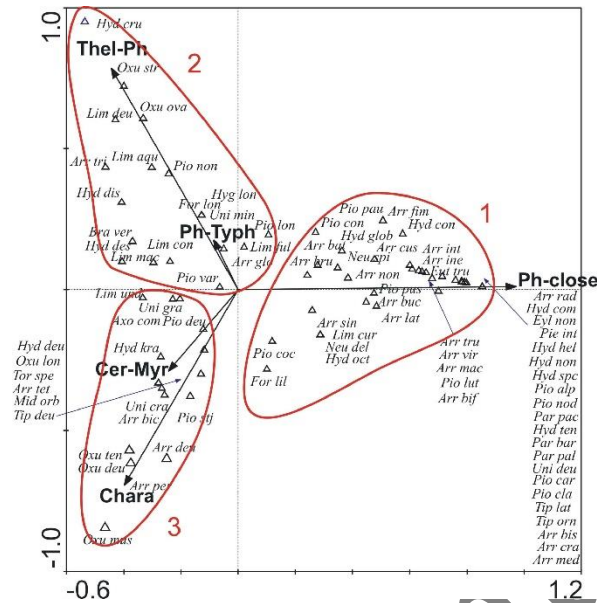 1.0
Hyd cru
Thel-Ph
2
Oxu str
Lim deu
Oxu ova
Arr tri
Lim aqu
Pio non
Hyd dis
Hyg lon
For lon
Uni min
Bra ver
Ph-Typh
Pio lon
Hyd des
Lim ful
Lim mac
Lim con
Arr glo
Pio var
1
Pio pau
Arr fim
Pio con
Hyd con
Hyd glob
Arr bal
Arr cus
Arr int
Neu spi
Arr ine
Arr bru
Arr non
Eut tru
Ph-close
Pio pus
Arr buc
Arr lat
Arr sin
Lim cur
Neu del
Hyd oct
Pio coc
For lil
Arr tru
Arr vir
Arr mac
Pio lut
Arr bif
Arr rad
Hyd com
Eyl non
Pie int
Hyd hel
Hyd non
Hyd spc
Pio alp
Pio nod
Par pac
Hyd ten
Par bar
Par pal
Uni deu
Pio car
Pio cla
Tip lat
Tip orn
Arr bis
Arr cra
Arr med
Lim und
Uni gra
Axo com
Pio deu
Hyd deu
Oxu lon
Tor spe
Arr tet
Mid orb
Tip deu
Hyd kra
Cer-Myr
Uni cra
Arr bic
Pio stj
Oxu ten
Oxu deu
Arr den
Arr per
Chara
3
Oxu mus
-1.0
-0.6
1.2